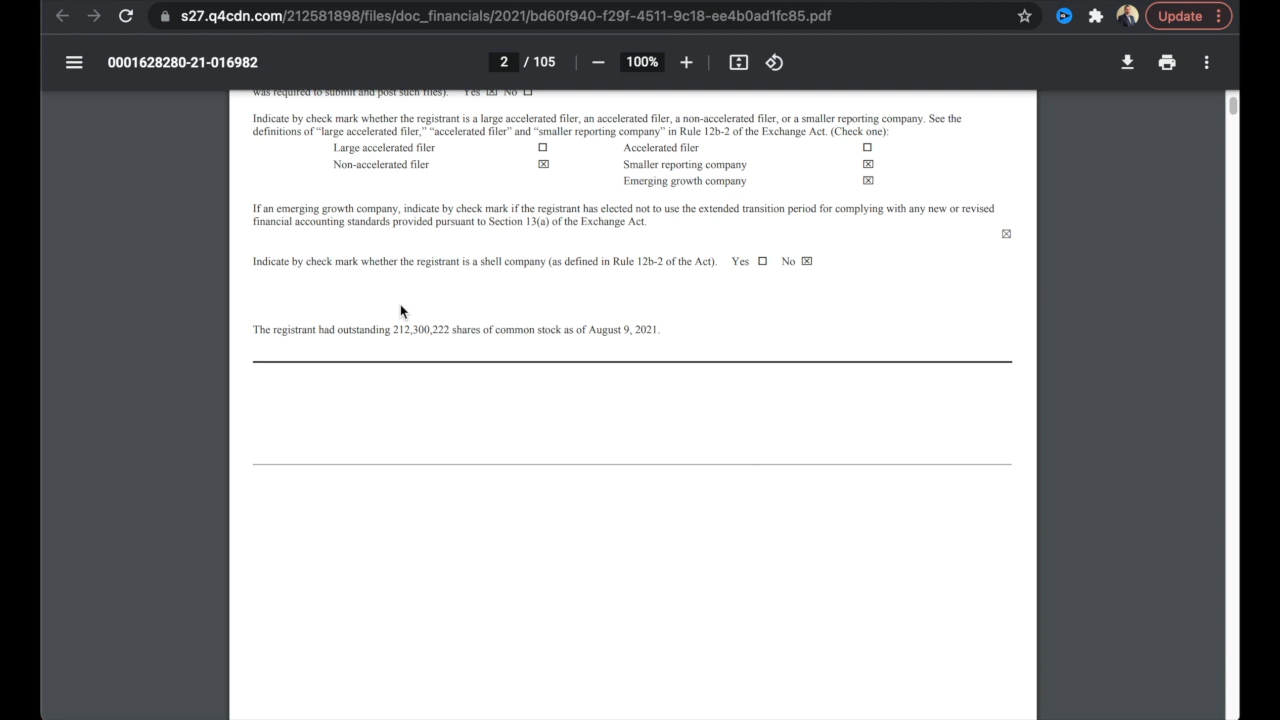 s27.q4cdn.com/212581898/files/doc_financials/2021/bd60f940-f29f-4511-9c18-ee4b0ad1fc85.pdf
Update
0001628280-21-016982
2 / 105
100%
was required to submit and post such files). Yes ☒ No ☐
Indicate by check mark whether the registrant is a large accelerated filer, an accelerated filer, a non-accelerated filer, or a smaller reporting company. See the
definitions of “large accelerated filer,” “accelerated filer” and “smaller reporting company” in Rule 12b-2 of the Exchange Act. (Check one):
Large accelerated filer ☐ Accelerated filer ☐
Non-accelerated filer ☒ Smaller reporting company ☒
Emerging growth company ☒
If an emerging growth company, indicate by check mark if the registrant has elected not to use the extended transition period for complying with any new or revised
financial accounting standards provided pursuant to Section 13(a) of the Exchange Act.
☒
Indicate by check mark whether the registrant is a shell company (as defined in Rule 12b-2 of the Act). Yes ☐ No ☒
The registrant had outstanding 212,300,222 shares of common stock as of August 9, 2021.